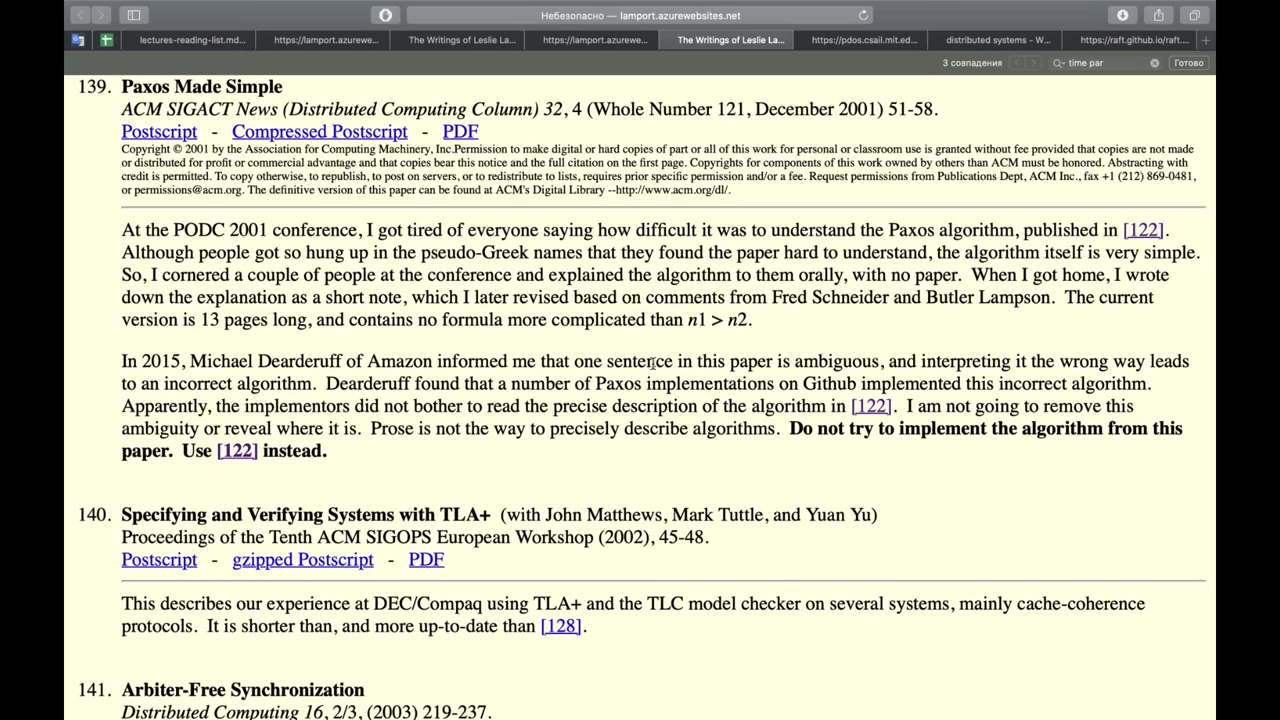 Небезопасно — lamport.azurewebsites.net
lectures-reading-list.md...
https://lamport.azurewe...
The Writings of Leslie La...
https://lamport.azurewe...
The Writings of Leslie La...
https://pdos.csail.mit.ed...
distributed systems - W...
https://raft.github.io/raft....
3 совпадения
time par
Готово
139. Paxos Made Simple
ACM SIGACT News (Distributed Computing Column) 32, 4 (Whole Number 121, December 2001) 51-58.
Postscript - Compressed Postscript - PDF
Copyright © 2001 by the Association for Computing Machinery, Inc.Permission to make digital or hard copies of part or all of this work for personal or classroom use is granted without fee provided that copies are not made
or distributed for profit or commercial advantage and that copies bear this notice and the full citation on the first page. Copyrights for components of this work owned by others than ACM must be honored. Abstracting with
credit is permitted. To copy otherwise, to republish, to post on servers, or to redistribute to lists, requires prior specific permission and/or a fee. Request permissions from Publications Dept, ACM Inc., fax +1 (212) 869-0481,
or permissions@acm.org. The definitive version of this paper can be found at ACM's Digital Library --http://www.acm.org/dl/.
At the PODC 2001 conference, I got tired of everyone saying how difficult it was to understand the Paxos algorithm, published in [122].
Although people got so hung up in the pseudo-Greek names that they found the paper hard to understand, the algorithm itself is very simple.
So, I cornered a couple of people at the conference and explained the algorithm to them orally, with no paper. When I got home, I wrote
down the explanation as a short note, which I later revised based on comments from Fred Schneider and Butler Lampson. The current
version is 13 pages long, and contains no formula more complicated than n1 > n2.
In 2015, Michael Dearderuff of Amazon informed me that one sentence in this paper is ambiguous, and interpreting it the wrong way leads
to an incorrect algorithm. Dearderuff found that a number of Paxos implementations on Github implemented this incorrect algorithm.
Apparently, the implementors did not bother to read the precise description of the algorithm in [122]. I am not going to remove this
ambiguity or reveal where it is. Prose is not the way to precisely describe algorithms. Do not try to implement the algorithm from this
paper. Use [122] instead.
140. Specifying and Verifying Systems with TLA+ (with John Matthews, Mark Tuttle, and Yuan Yu)
Proceedings of the Tenth ACM SIGOPS European Workshop (2002), 45-48.
Postscript - gzipped Postscript - PDF
This describes our experience at DEC/Compaq using TLA+ and the TLC model checker on several systems, mainly cache-coherence
protocols. It is shorter than, and more up-to-date than [128].
141. Arbiter-Free Synchronization
Distributed Computing 16, 2/3, (2003) 219-237.